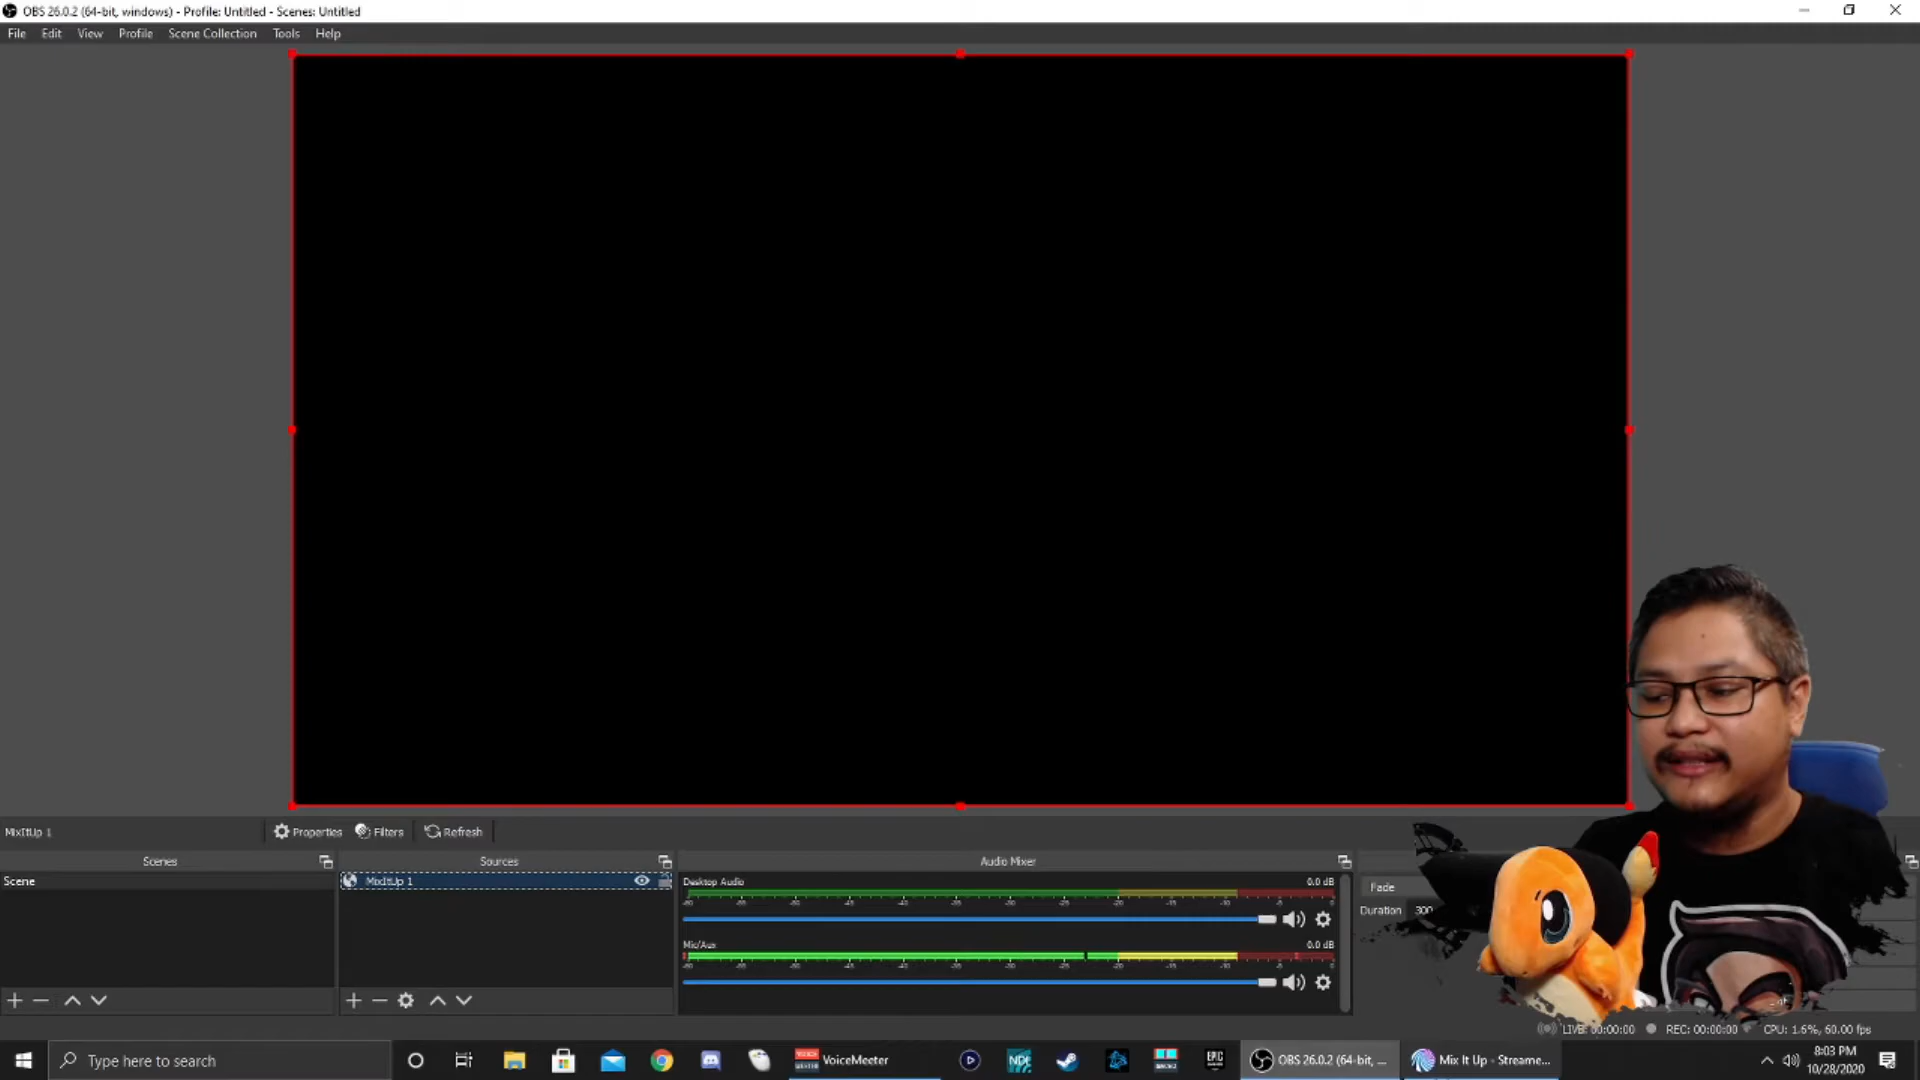 OBS 26.0.2 (64-bit, windows) - Profile: Untitled - Scenes: Untitled
File Edit View Profile Scene Collection Tools Help
MixItUp 1 Properties Filters Refresh
Scenes Sources Audio Mixer
Scene
MixItUp 1
Desktop Audio 0.0 dB
Mic/Aux 0.0 dB
Fade
Duration 300
LIVE: 00:00:00 REC: 00:00:00 CPU: 1.6%, 60.00 fps
Type here to search
VoiceMeeter
NDI
EPIC
OBS 26.0.2 (64-bit, ...
Mix It Up - Streame...
8:03 PM
10/28/2020